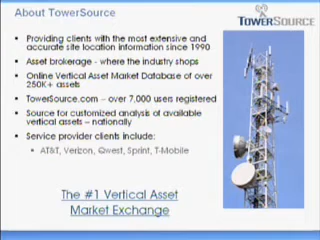 About TowerSource
TOWERSOURCE
• Providing clients with the most extensive and
accurate site location information since 1990
• Asset brokerage - where the industry shops
• Online Vertical Asset Market Database of over
250K+ assets
• TowerSource.com – over 7,000 users registered
• Source for customized analysis of available
vertical assets – nationally
• Service provider clients include:
• AT&T, Verizon, Qwest, Sprint, T-Mobile
The #1 Vertical Asset
Market Exchange